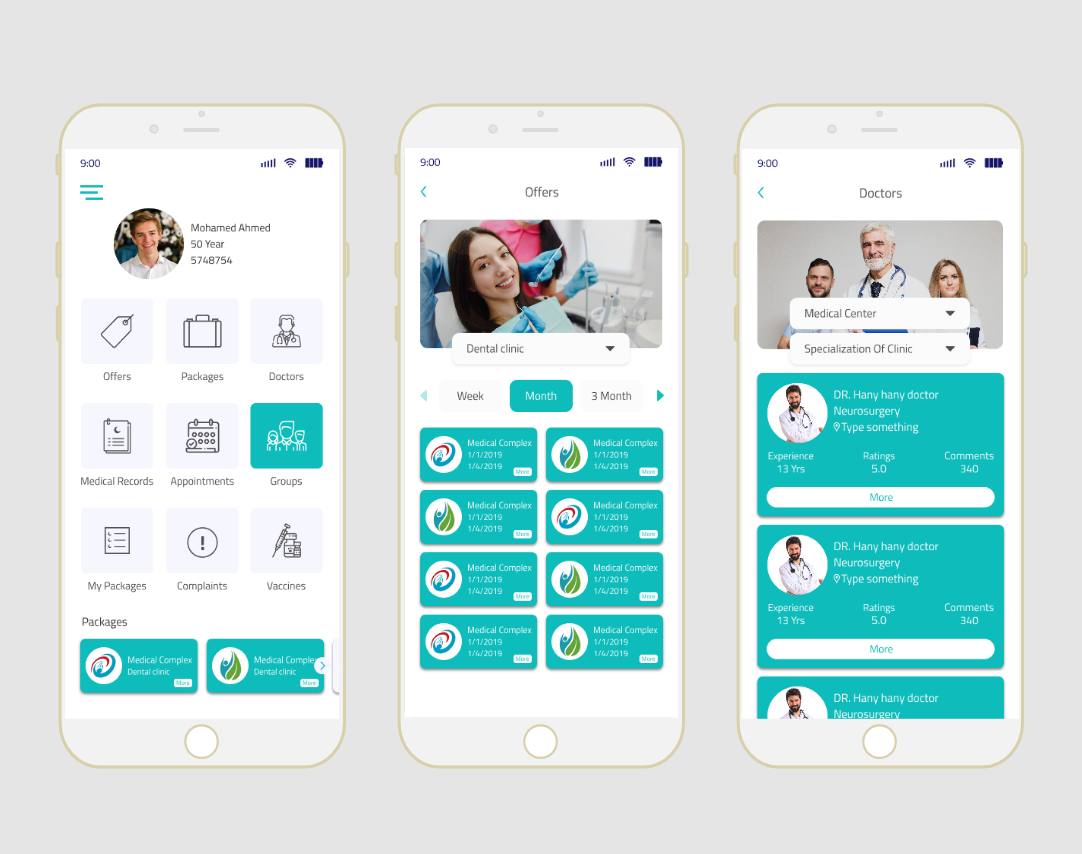 9:00
Mohamed Ahmed
50 Year
5748754
Offers
Packages
Doctors
Medical Records
Appointments
Groups
My Packages
Complaints
Vaccines
Packages
Medical Complex
Dental clinic
More
Medical Complex
Dental clinic
More
9:00
Offers
Dental clinic
Week
Month
3 Month
Medical Complex
1/1/2019
1/4/2019
More
Medical Complex
1/1/2019
1/4/2019
More
Medical Complex
1/1/2019
1/4/2019
More
Medical Complex
1/1/2019
1/4/2019
More
Medical Complex
1/1/2019
1/4/2019
More
Medical Complex
1/1/2019
1/4/2019
More
Medical Complex
1/1/2019
1/4/2019
More
Medical Complex
1/1/2019
1/4/2019
More
9:00
Doctors
Medical Center
Specialization Of Clinic
DR. Hany hany doctor
Neurosurgery
Type something
Experience
13 Yrs
Ratings
5.0
Comments
340
More
DR. Hany hany doctor
Neurosurgery
Type something
Experience
13 Yrs
Ratings
5.0
Comments
340
More
DR. Hany hany doctor
Neurosurgery